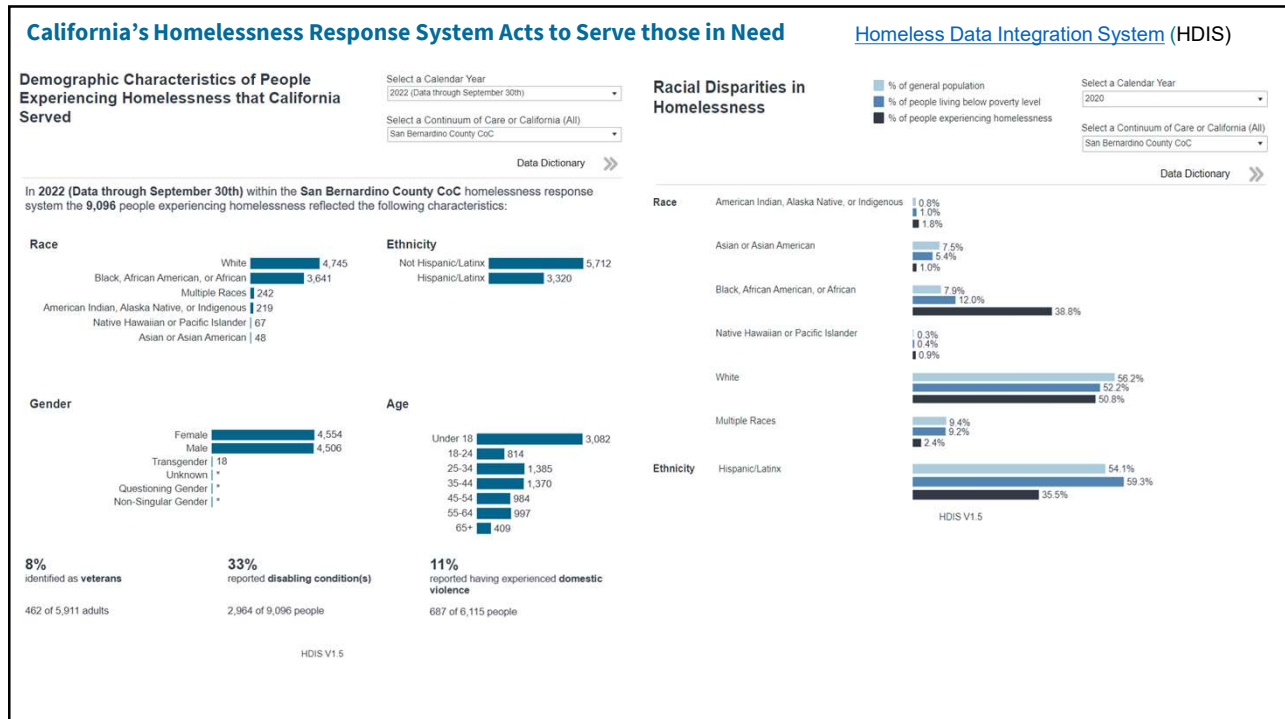 California's Homelessness Response System Acts to Serve those in Need
Homeless Data Integration System (HDIS)
Demographic Characteristics of People
Experiencing Homelessness that California
Served
Select a Calendar Year
2022 (Data through September 30th)
Select a Continuum of Care or California (All)
San Bernardino County CoC
Data Dictionary
In 2022 (Data through September 30th) within the San Bernardino County CoC homelessness response
system the 9,096 people experiencing homelessness reflected the following characteristics:
Race
White 4,745
Black, African American, or African 3,641
Multiple Races 242
American Indian, Alaska Native, or Indigenous 219
Native Hawaiian or Pacific Islander 67
Asian or Asian American 48
Ethnicity
Not Hispanic/Latinx 5,712
Hispanic/Latinx 3,320
Gender
Female 4,554
Male 4,506
Transgender 18
Unknown *
Questioning Gender *
Non-Singular Gender *
Age
Under 18 3,082
18-24 814
25-34 1,385
35-44 1,370
45-54 984
55-64 997
65+ 409
8%
identified as veterans
462 of 5,911 adults
33%
reported disabling condition(s)
2,964 of 9,096 people
11%
reported having experienced domestic
violence
687 of 6,115 people
HDIS V1.5
Racial Disparities in
Homelessness
% of general population
% of people living below poverty level
% of people experiencing homelessness
Select a Calendar Year
2020
Select a Continuum of Care or California (All)
San Bernardino County CoC
Data Dictionary
Race
American Indian, Alaska Native, or Indigenous
0.8%
1.0%
1.8%
Asian or Asian American
7.5%
5.4%
1.0%
Black, African American, or African
7.9%
12.0%
38.8%
Native Hawaiian or Pacific Islander
0.3%
0.4%
0.9%
White
56.2%
52.2%
50.8%
Multiple Races
9.4%
9.2%
2.4%
Ethnicity
Hispanic/Latinx
54.1%
59.3%
35.5%
HDIS V1.5